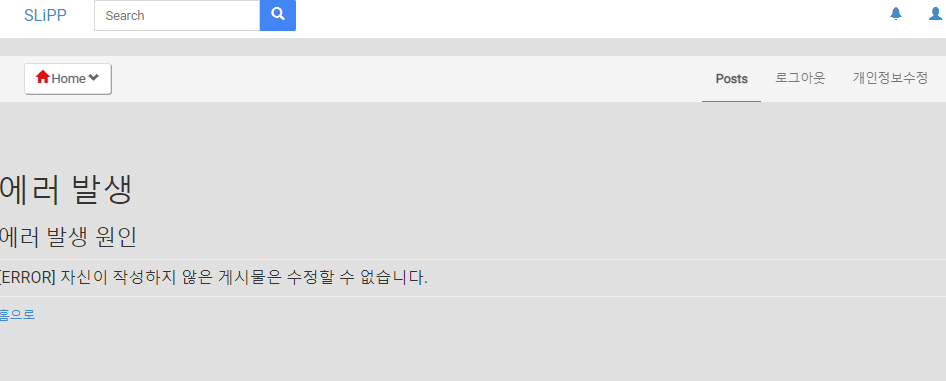 SLiPP Search
Home Posts 로그아웃 개인정보수정
에러 발생
에러 발생 원인
[ERROR] 자신이 작성하지 않은 게시물은 수정할 수 없습니다.
홈으로